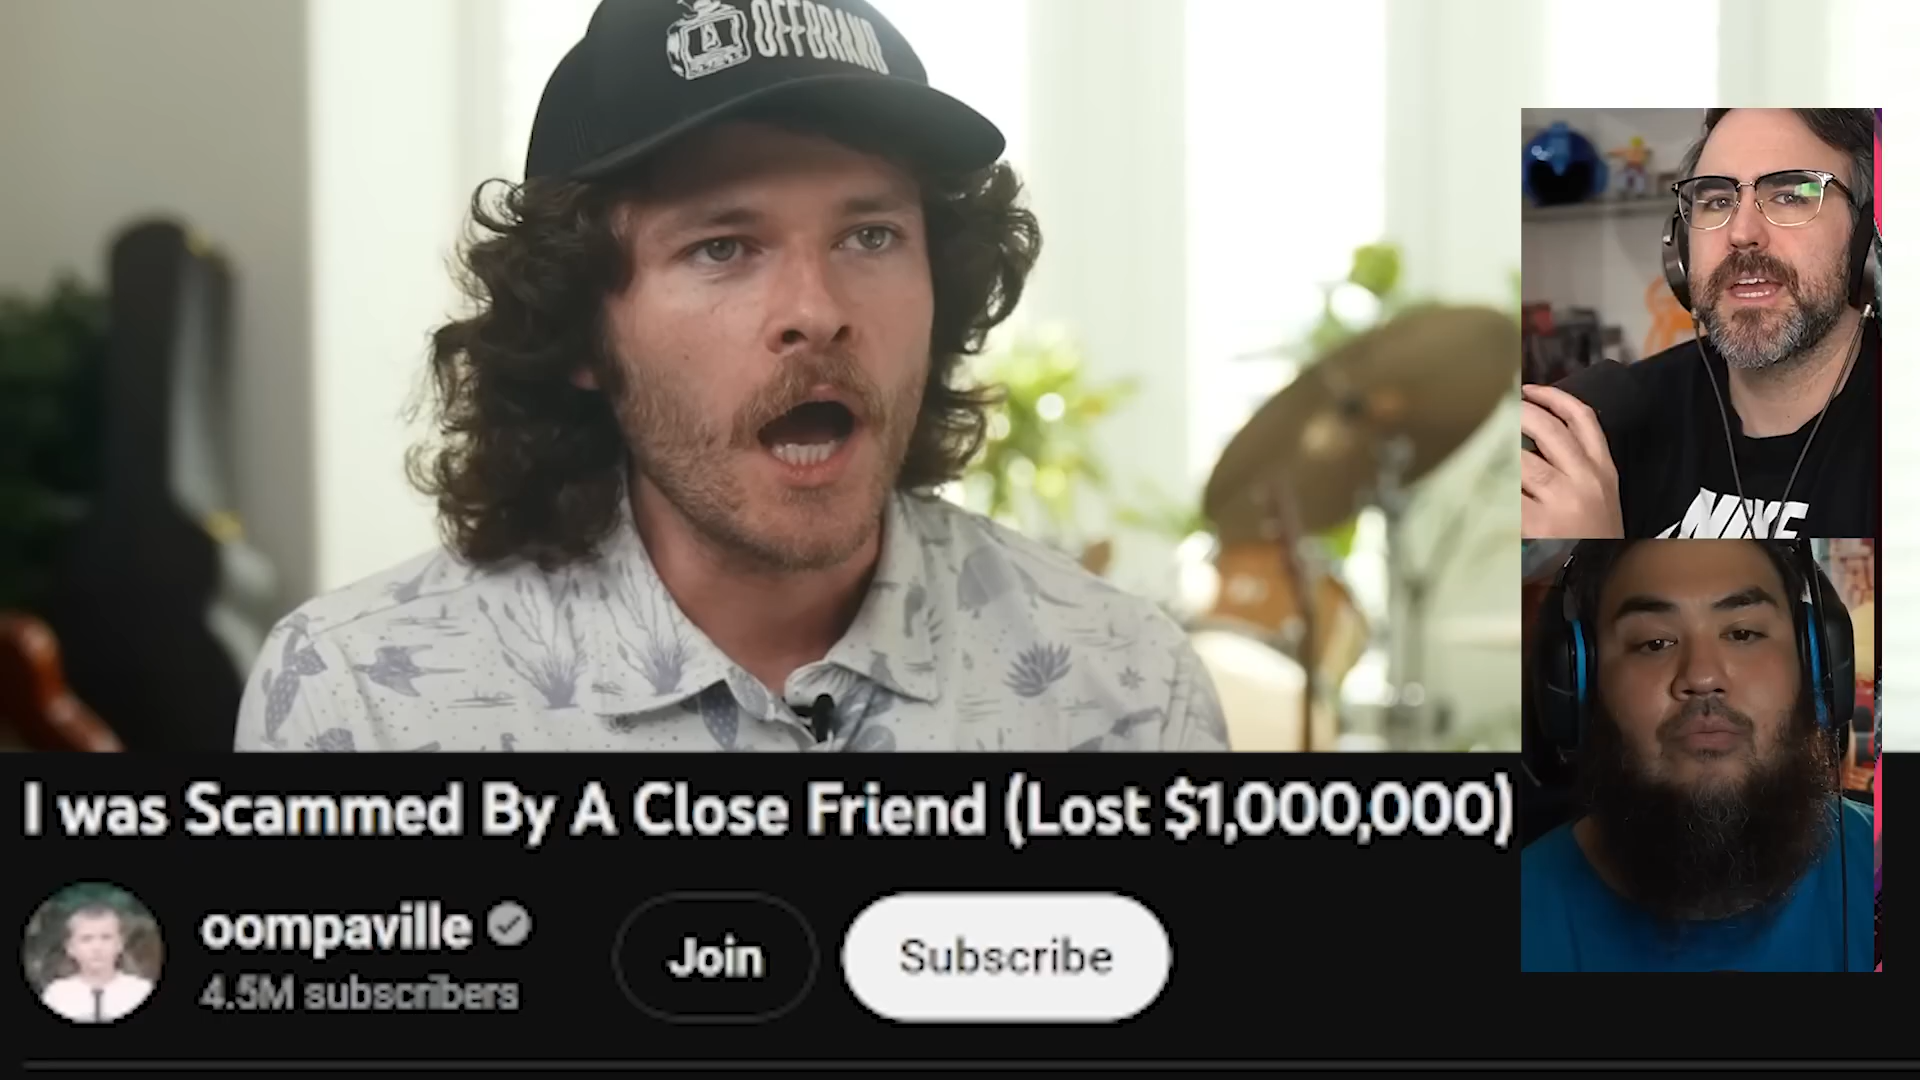 OFFBRAND
NIKE
I was Scammed By A Close Friend (Lost $1,000,000)
oompaville
4.5M subscribers
Join
Subscribe